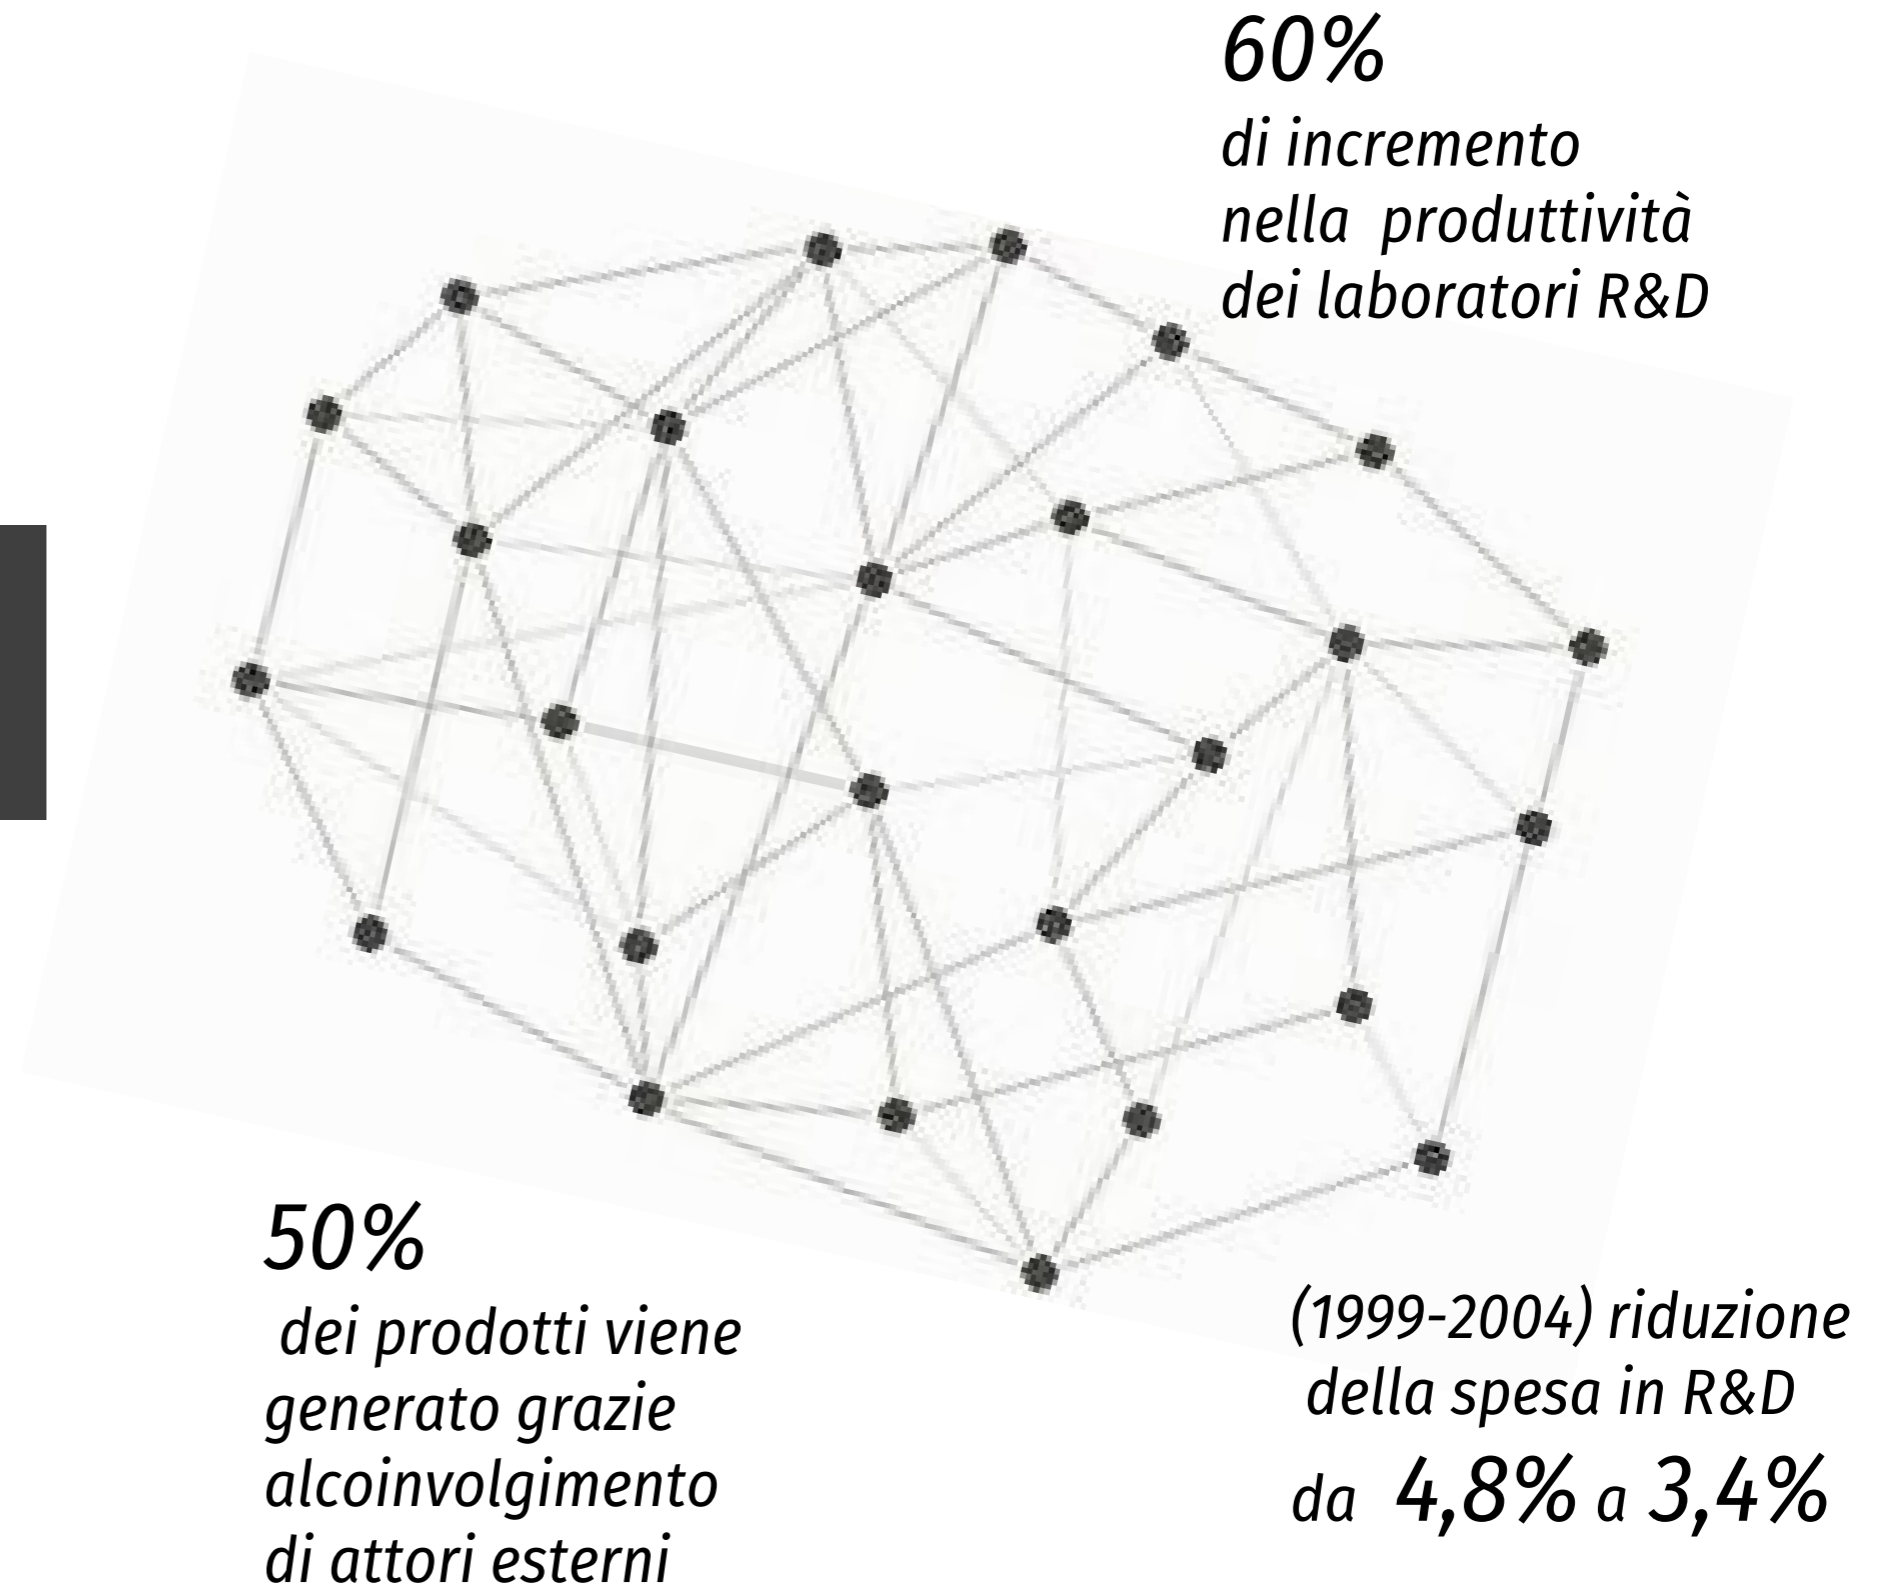 60%
di incremento
nella produttività
dei laboratori R&D
50%
dei prodotti viene
generato grazie
alcoinvolgimento
di attori esterni
(1999-2004) riduzione
della spesa in R&D
da 4,8% a 3,4%